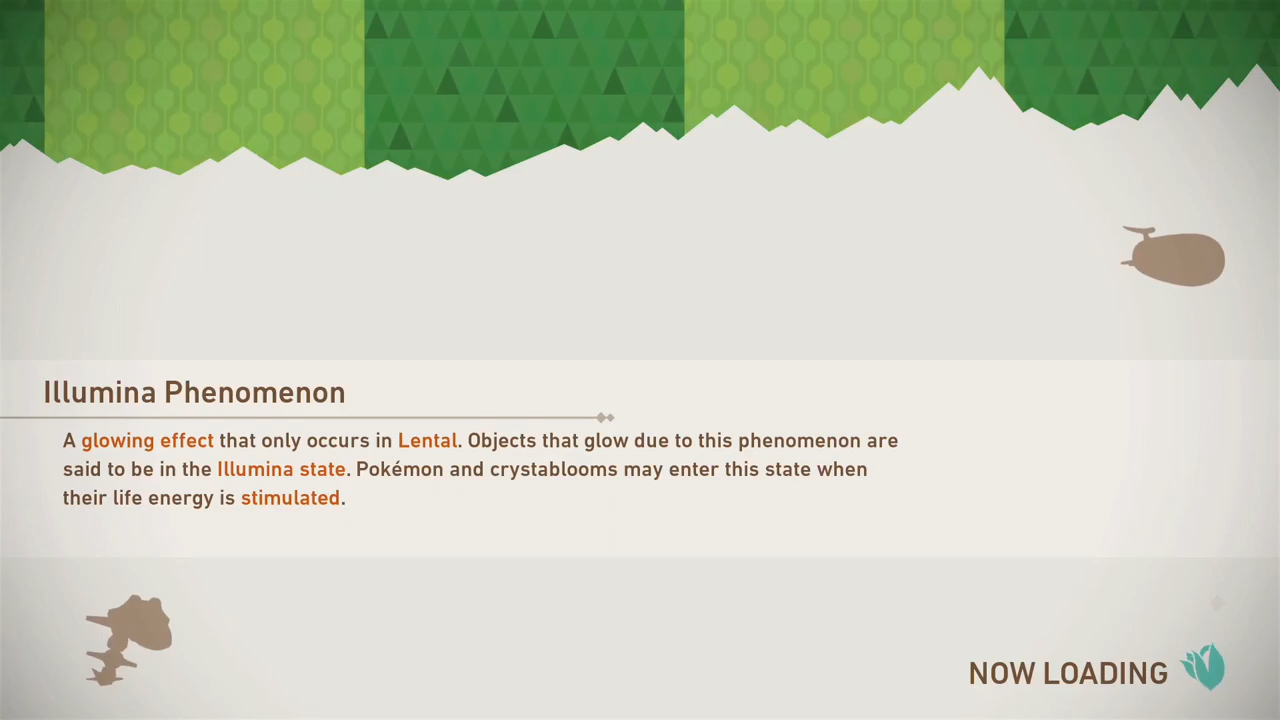 Illumina Phenomenon
A glowing effect that only occurs in Lental. Objects that glow due to this phenomenon are
said to be in the Illumina state. Pokémon and crystablooms may enter this state when
their life energy is stimulated.
NOW LOADING